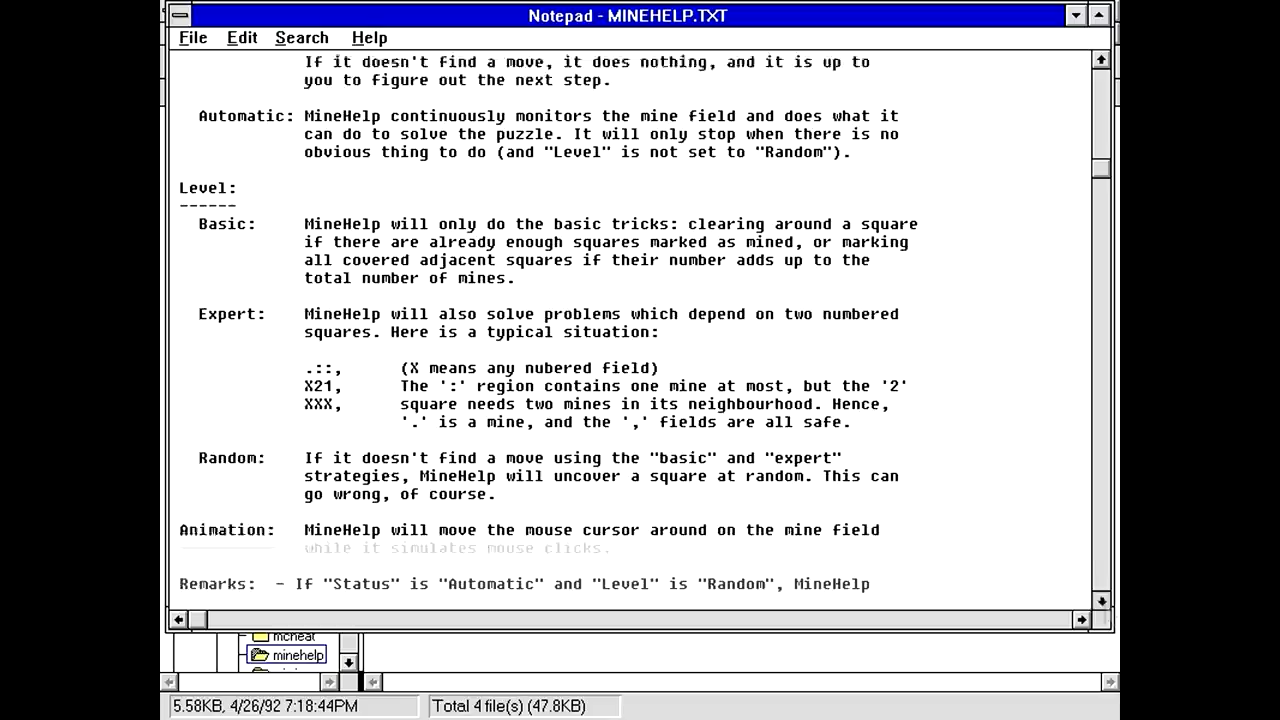 Notepad - MINEHELP.TXT
File Edit Search Help
If it doesn't find a move, it does nothing, and it is up to
you to figure out the next step.
Automatic: MineHelp continuously monitors the mine field and does what it
can do to solve the puzzle. It will only stop when there is no
obvious thing to do (and "Level" is not set to "Random").
Level:
------
Basic: MineHelp will only do the basic tricks: clearing around a square
if there are already enough squares marked as mined, or marking
all covered adjacent squares if their number adds up to the
total number of mines.
Expert: MineHelp will also solve problems which depend on two numbered
squares. Here is a typical situation:
.::, (X means any nubered field)
X21, The ':' region contains one mine at most, but the '2'
XXX, square needs two mines in its neighbourhood. Hence,
'.' is a mine, and the ',' fields are all safe.
Random: If it doesn't find a move using the "basic" and "expert"
strategies, MineHelp will uncover a square at random. This can
go wrong, of course.
Animation: MineHelp will move the mouse cursor around on the mine field
while it simulates mouse clicks.
Remarks: - If "Status" is "Automatic" and "Level" is "Random", MineHelp
mcheat
minehelp
5.58KB, 4/26/92 7:18:44PM
Total 4 file(s) (47.8KB)